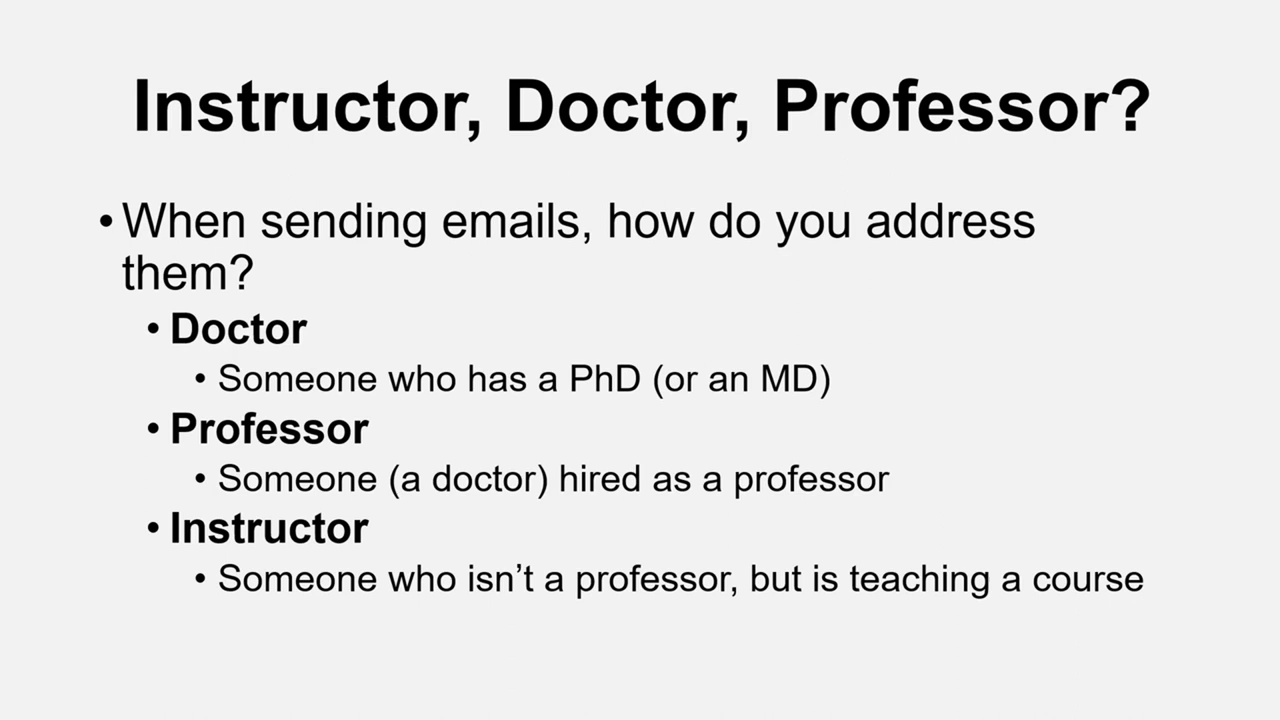 Instructor, Doctor, Professor?
• When sending emails, how do you address
them?
• Doctor
• Someone who has a PhD (or an MD)
• Professor
• Someone (a doctor) hired as a professor
• Instructor
• Someone who isn’t a professor, but is teaching a course